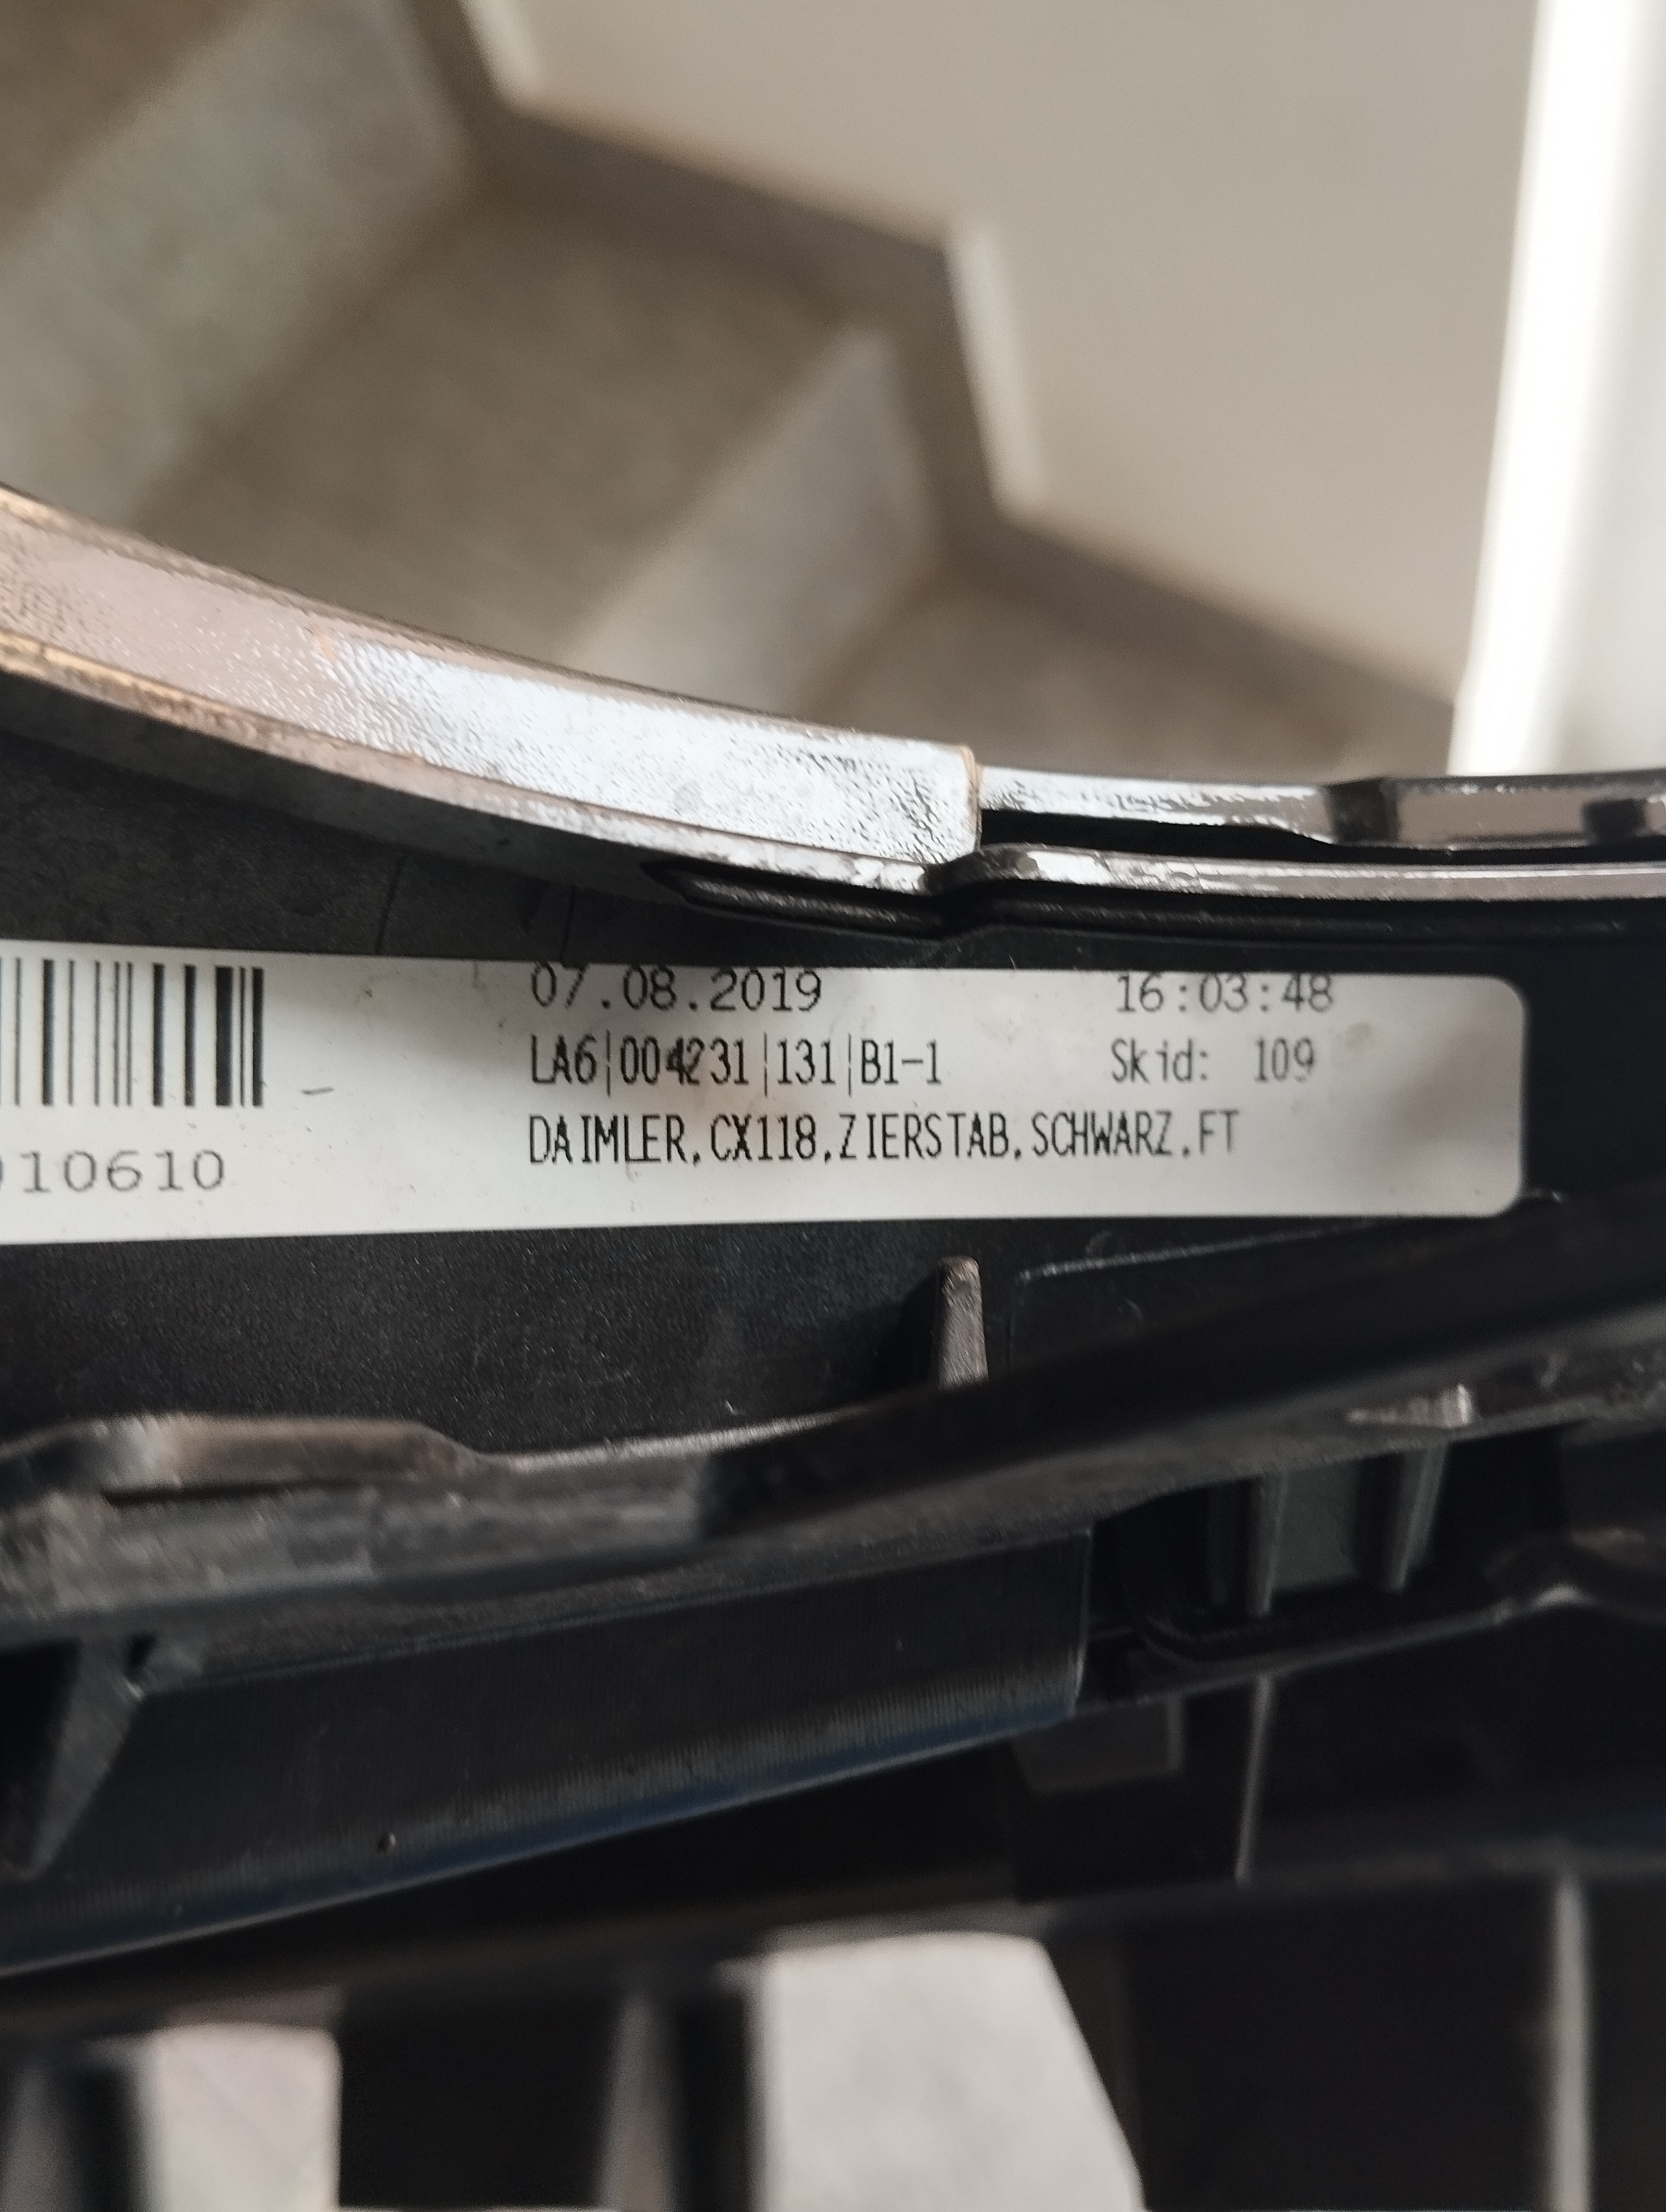 07.08.2019 16:03:48
LA6|004231|131|B1-1 Skid: 109
DAIMLER,CX118,ZIERSTAB,SCHWARZ,FT
10610